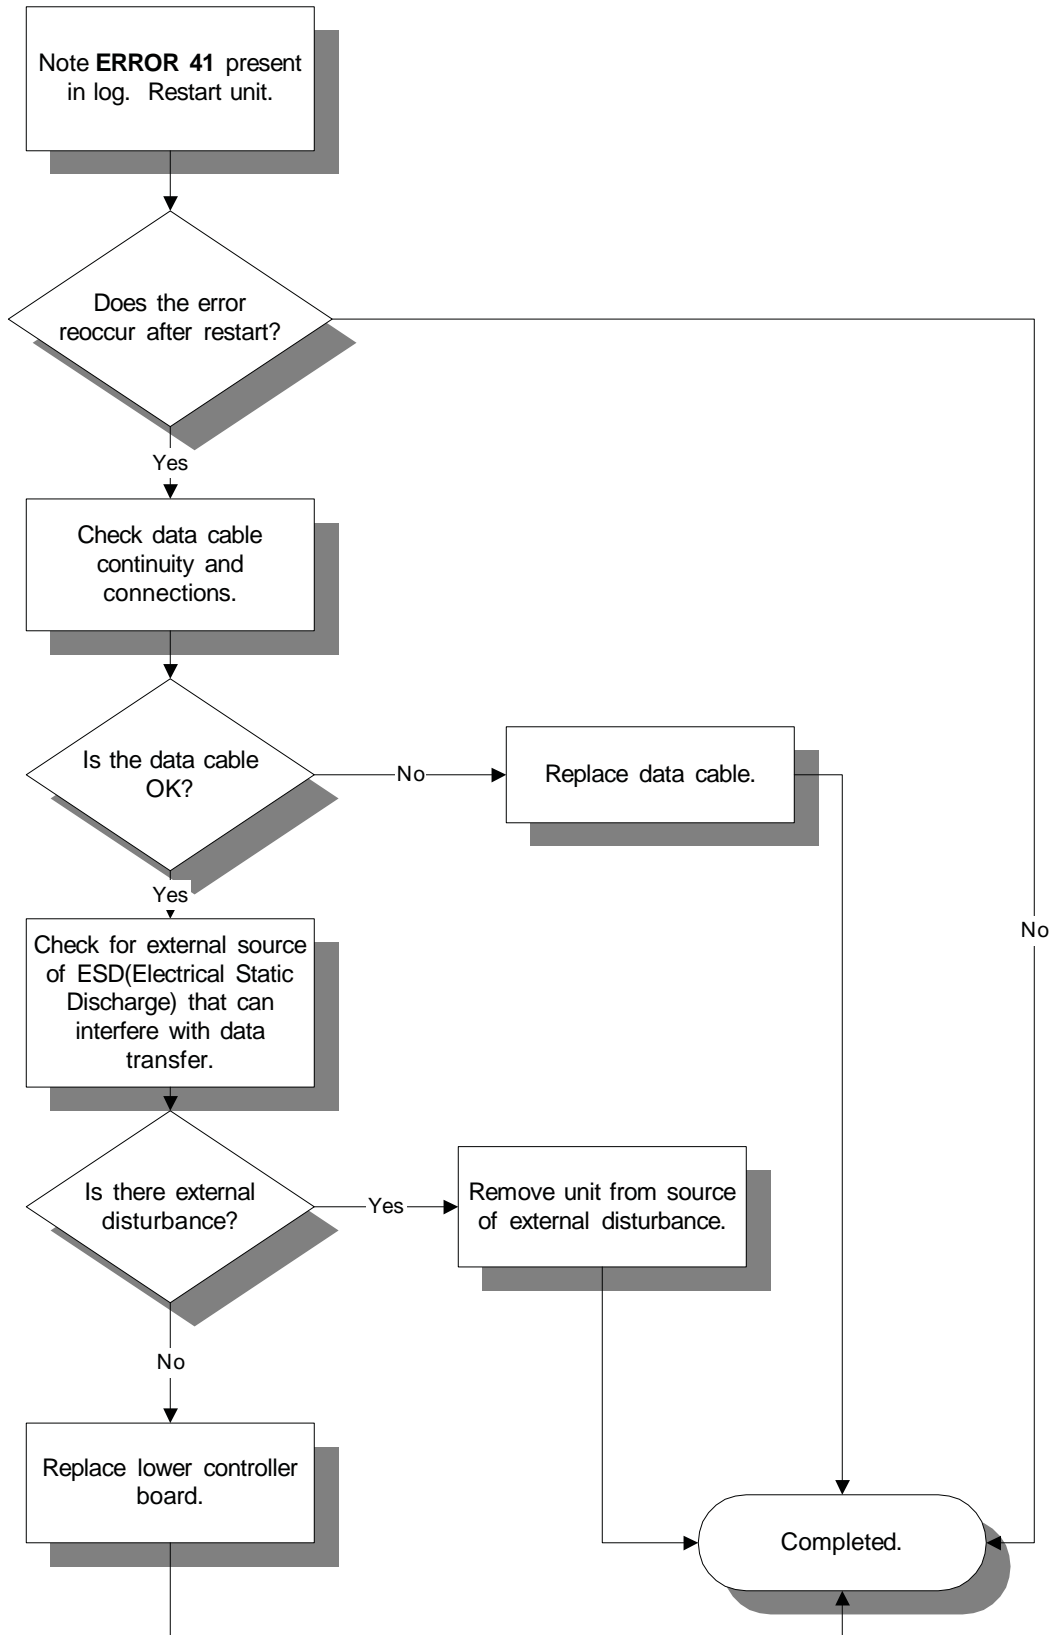 Note ERROR 41 present
in log. Restart unit.
Does the error
reoccur after restart?
Yes
Check data cable
continuity and
connections.
Is the data cable
OK?
No
Replace data cable.
Yes
Check for external source
of ESD(Electrical Static
Discharge) that can
interfere with data
transfer.
No
Is there external
disturbance?
Yes
Remove unit from source
of external disturbance.
No
Replace lower controller
board.
Completed.